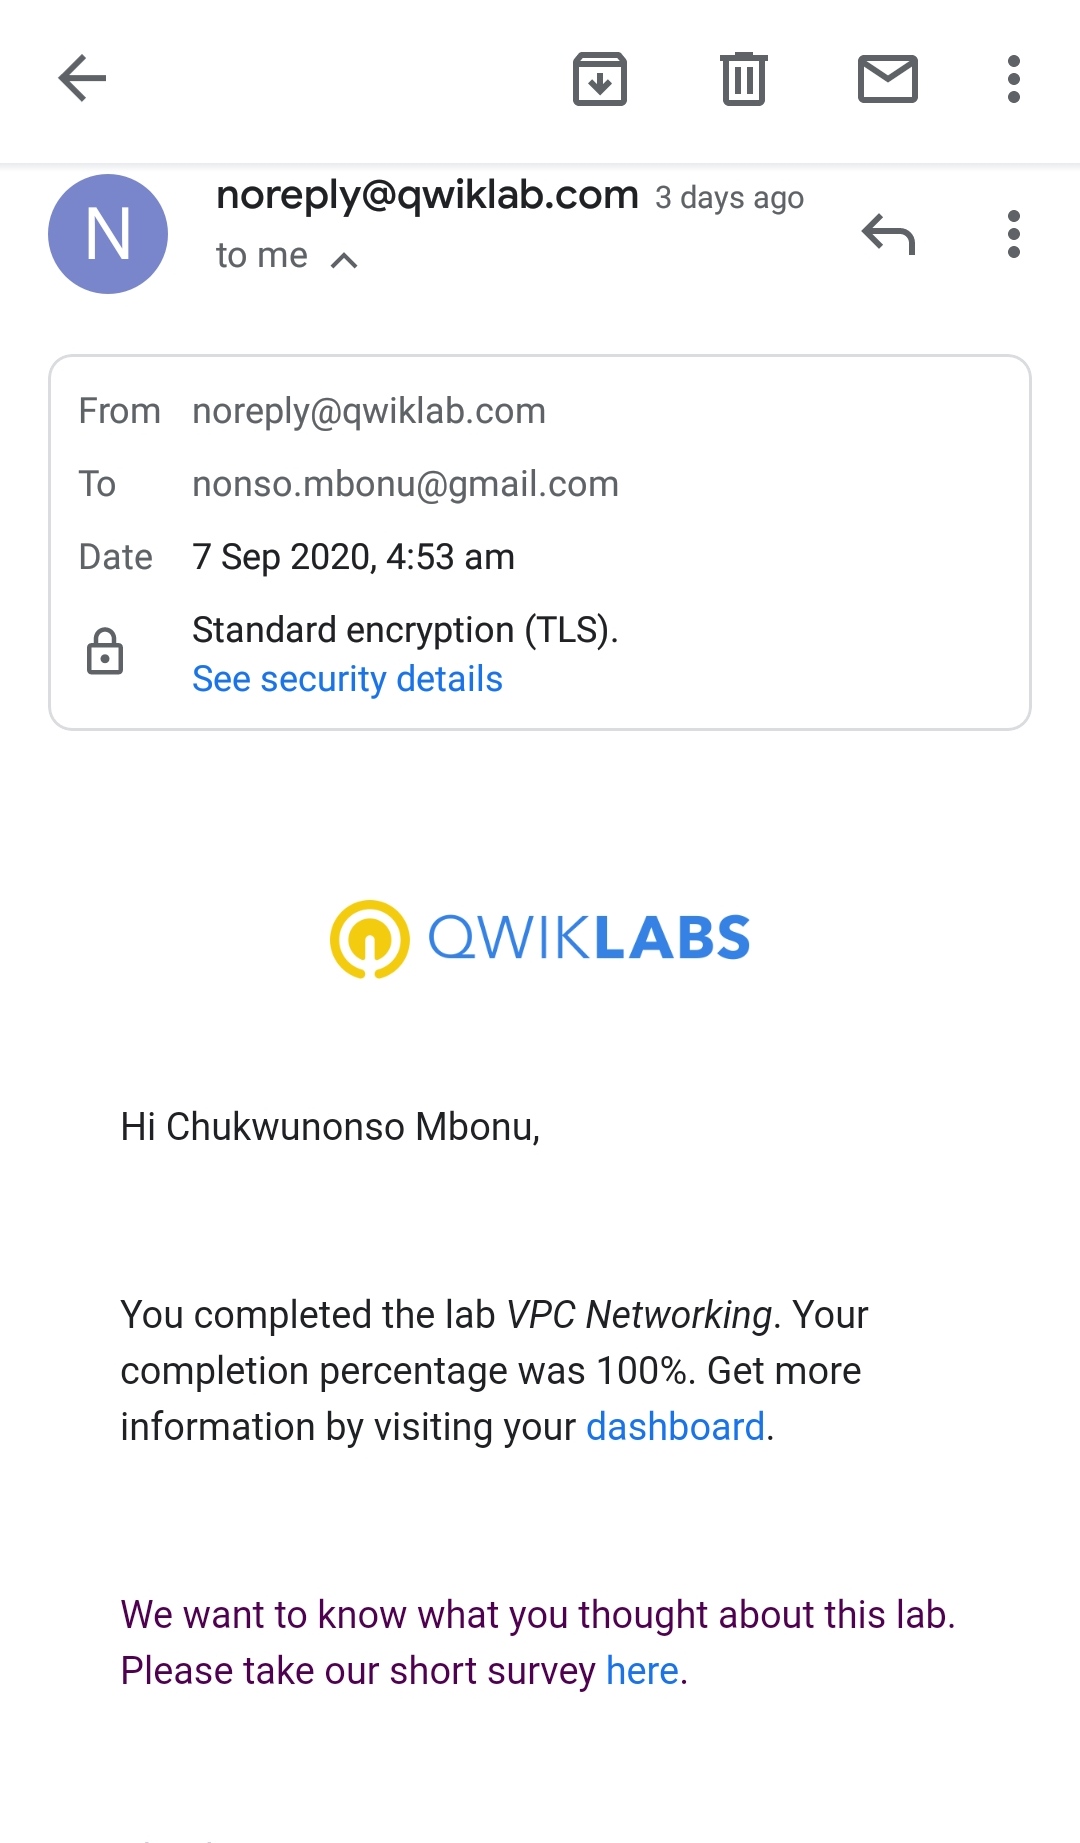 N
noreply@qwiklab.com 3 days ago
to me
From noreply@qwiklab.com
To nonso.mbonu@gmail.com
Date 7 Sep 2020, 4:53 am
Standard encryption (TLS).
See security details
QWIKLABS
Hi Chukwunonso Mbonu,
You completed the lab VPC Networking. Your
completion percentage was 100%. Get more
information by visiting your dashboard.
We want to know what you thought about this lab.
Please take our short survey here.